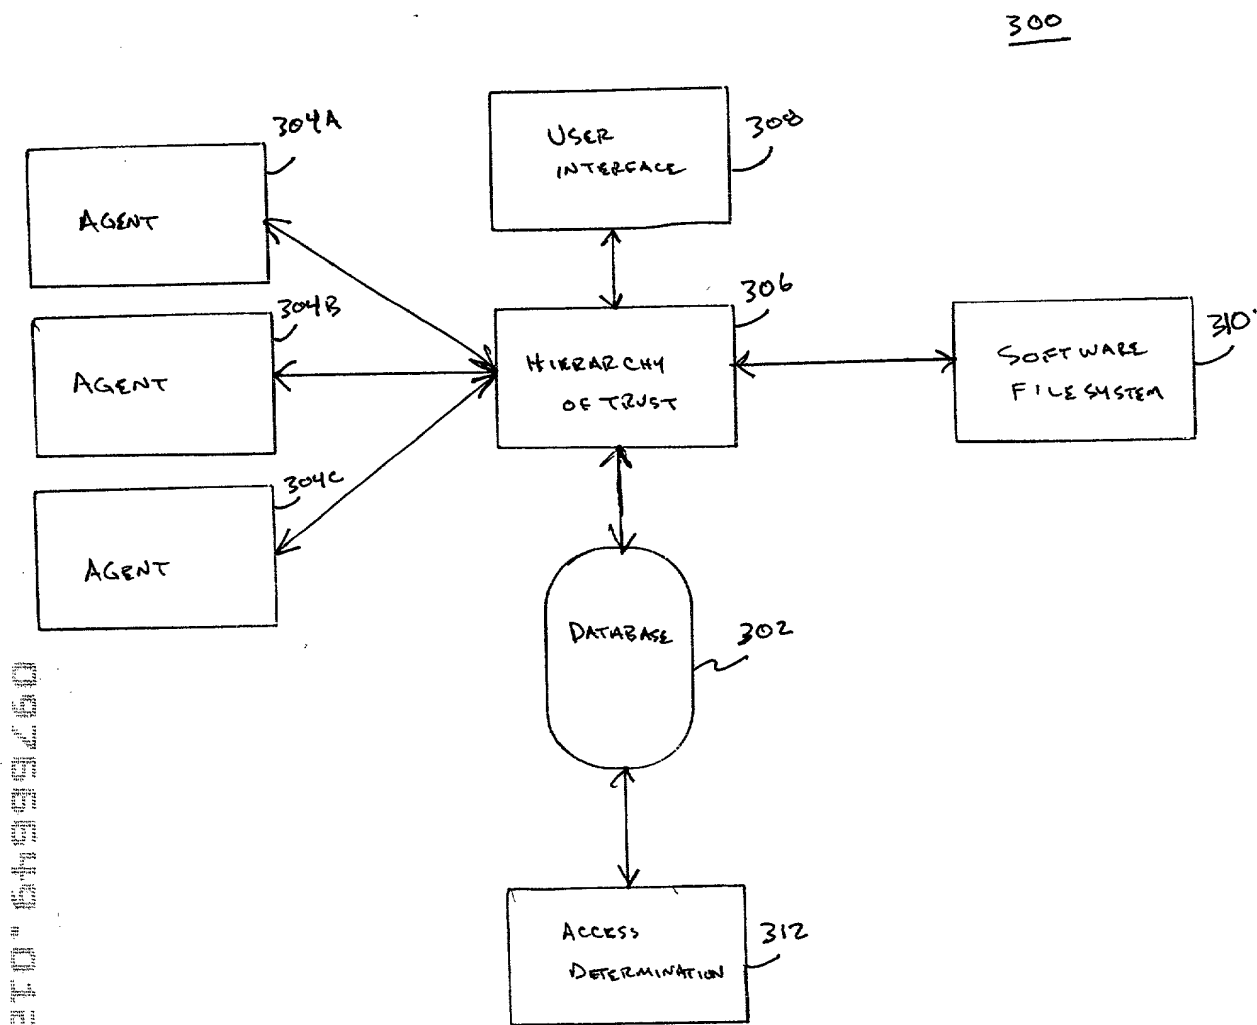 300
304A
AGENT
USER
INTERFACE
308
304B
AGENT
306
HIERARCHY
OF TRUST
310
SOFTWARE
FILE SYSTEM
304C
AGENT
DATABASE
302
ACCESS
DETERMINATION
312